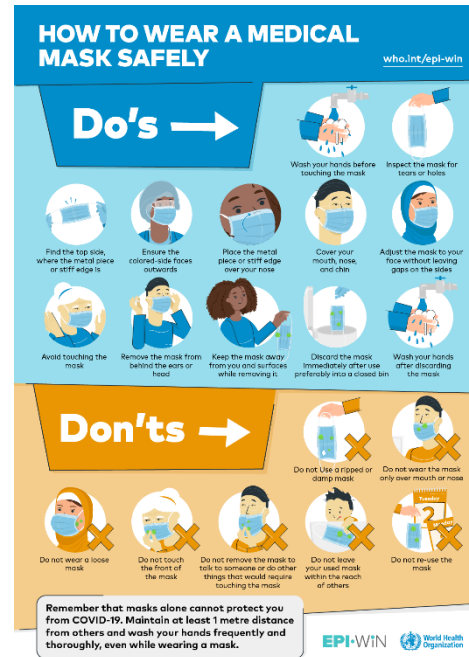 HOW TO WEAR A MEDICAL
MASK SAFELY
who.int/epi-win
Do's
Wash your hands before
touching the mask
Inspect the mask for
tears or holes
Find the top side,
where the metal piece
or stiff edge is
Ensure the
colored-side faces
outwards
Place the metal
piece or stiff edge
over your nose
Cover your
mouth, nose,
and chin
Adjust the mask to your
face without leaving
gaps on the sides
Avoid touching the
mask
Remove the mask from
behind the ears or
head
Keep the mask away
from you and surfaces
while removing it
Discard the mask
immediately after use
preferably into a closed bin
Wash your hands
after discarding
the mask
Don'ts
Do not Use a ripped or
damp mask
Do not wear the mask
only over mouth or nose
Do not wear a loose
mask
Do not touch
the front of
the mask
Do not remove the mask to
talk to someone or do other
things that would require
touching the mask
Do not leave
your used mask
within the reach
of others
Tuesday
2
Do not re-use the
mask
Remember that masks alone cannot protect you
from COVID-19. Maintain at least 1 metre distance
from others and wash your hands frequently and
thoroughly, even while wearing a mask.
EPI·WiN
World Health
Organization